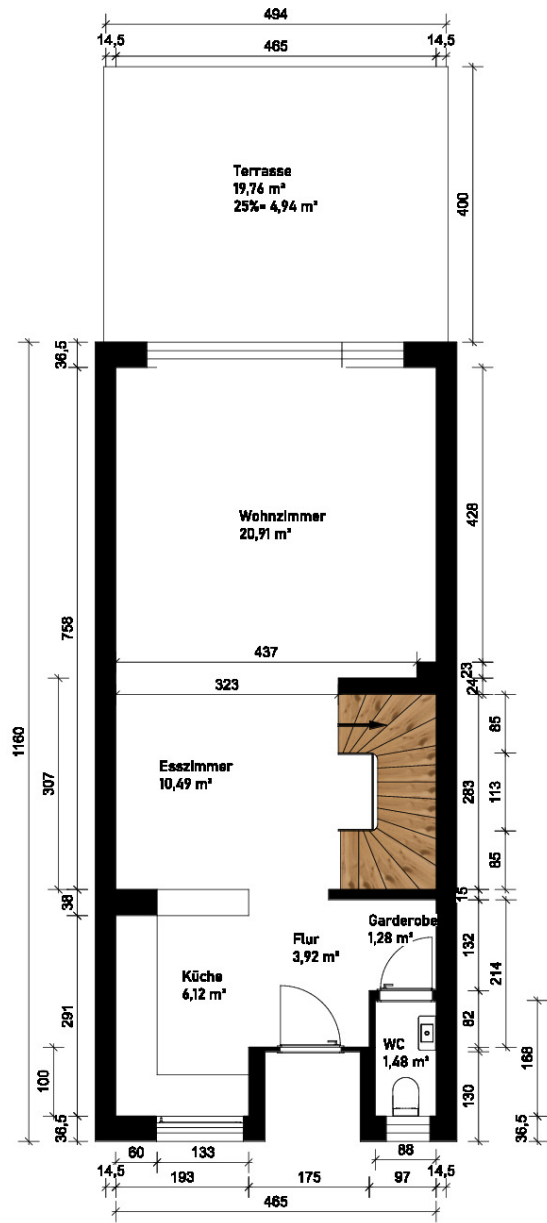 494
14,5 465 14,5
Terrasse
19,76 m²
25%= 4,94 m²
400
36,5
Wohnzimmer
20,91 m²
428
758
437
23
24
323
1160
307
Esszimmer
10,49 m²
85
283
113
85
38
15
Garderobe
1,28 m²
Flur
3,92 m²
132
214
Küche
6,12 m²
291
82
WC
1,48 m²
168
100
130
36,5
36,5
60 133 88
14,5 193 175 97 14,5
465